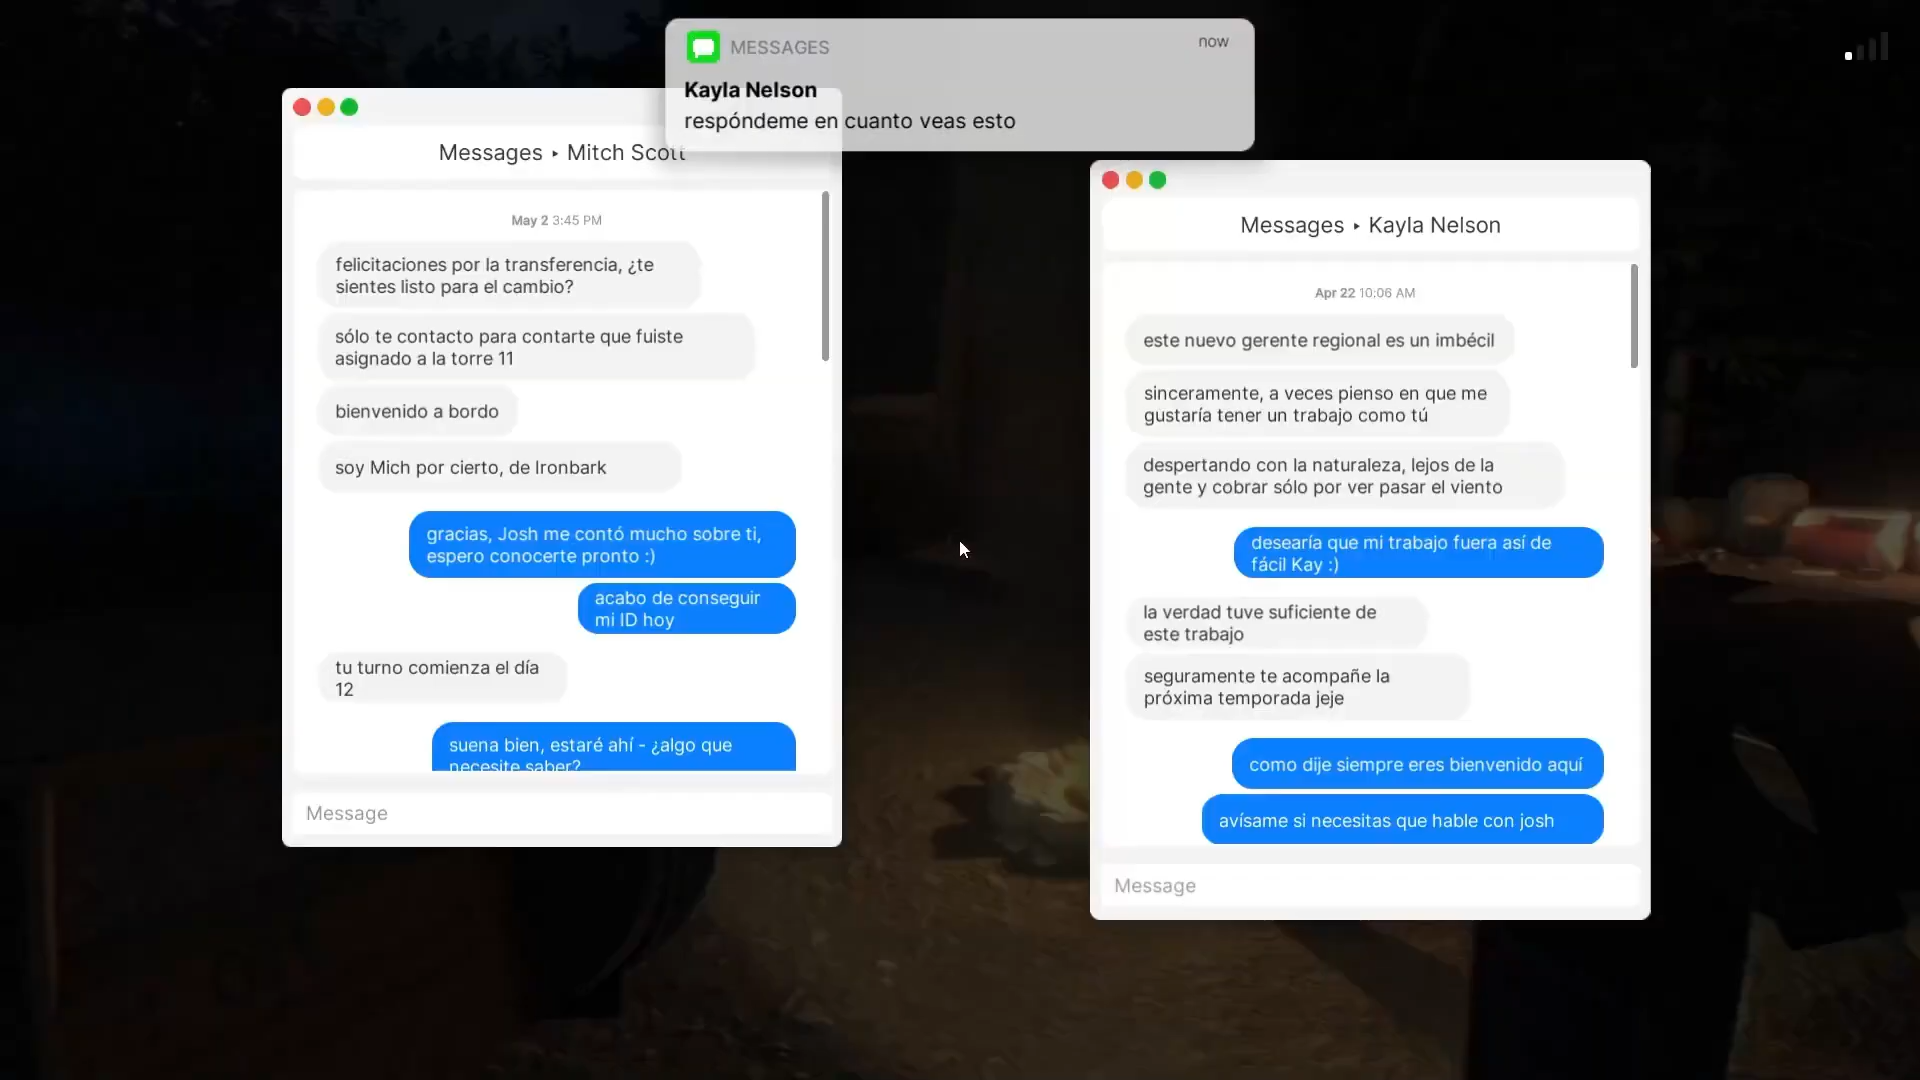 MESSAGES
now
Kayla Nelson
respóndeme en cuanto veas esto
Messages ▸ Mitch Scott
May 2 3:45 PM
felicitaciones por la transferencia, ¿te
sientes listo para el cambio?
sólo te contacto para contarte que fuiste
asignado a la torre 11
bienvenido a bordo
soy Mich por cierto, de Ironbark
gracias, Josh me contó mucho sobre ti,
espero conocerte pronto :)
acabo de conseguir
mi ID hoy
tu turno comienza el día
12
suena bien, estaré ahí - ¿algo que
necesite saber?
Message
Messages ▸ Kayla Nelson
Apr 22 10:06 AM
este nuevo gerente regional es un imbécil
sinceramente, a veces pienso en que me
gustaría tener un trabajo como tú
despertando con la naturaleza, lejos de la
gente y cobrar sólo por ver pasar el viento
desearía que mi trabajo fuera así de
fácil Kay :)
la verdad tuve suficiente de
este trabajo
seguramente te acompañe la
próxima temporada jeje
como dije siempre eres bienvenido aquí
avísame si necesitas que hable con josh
Message